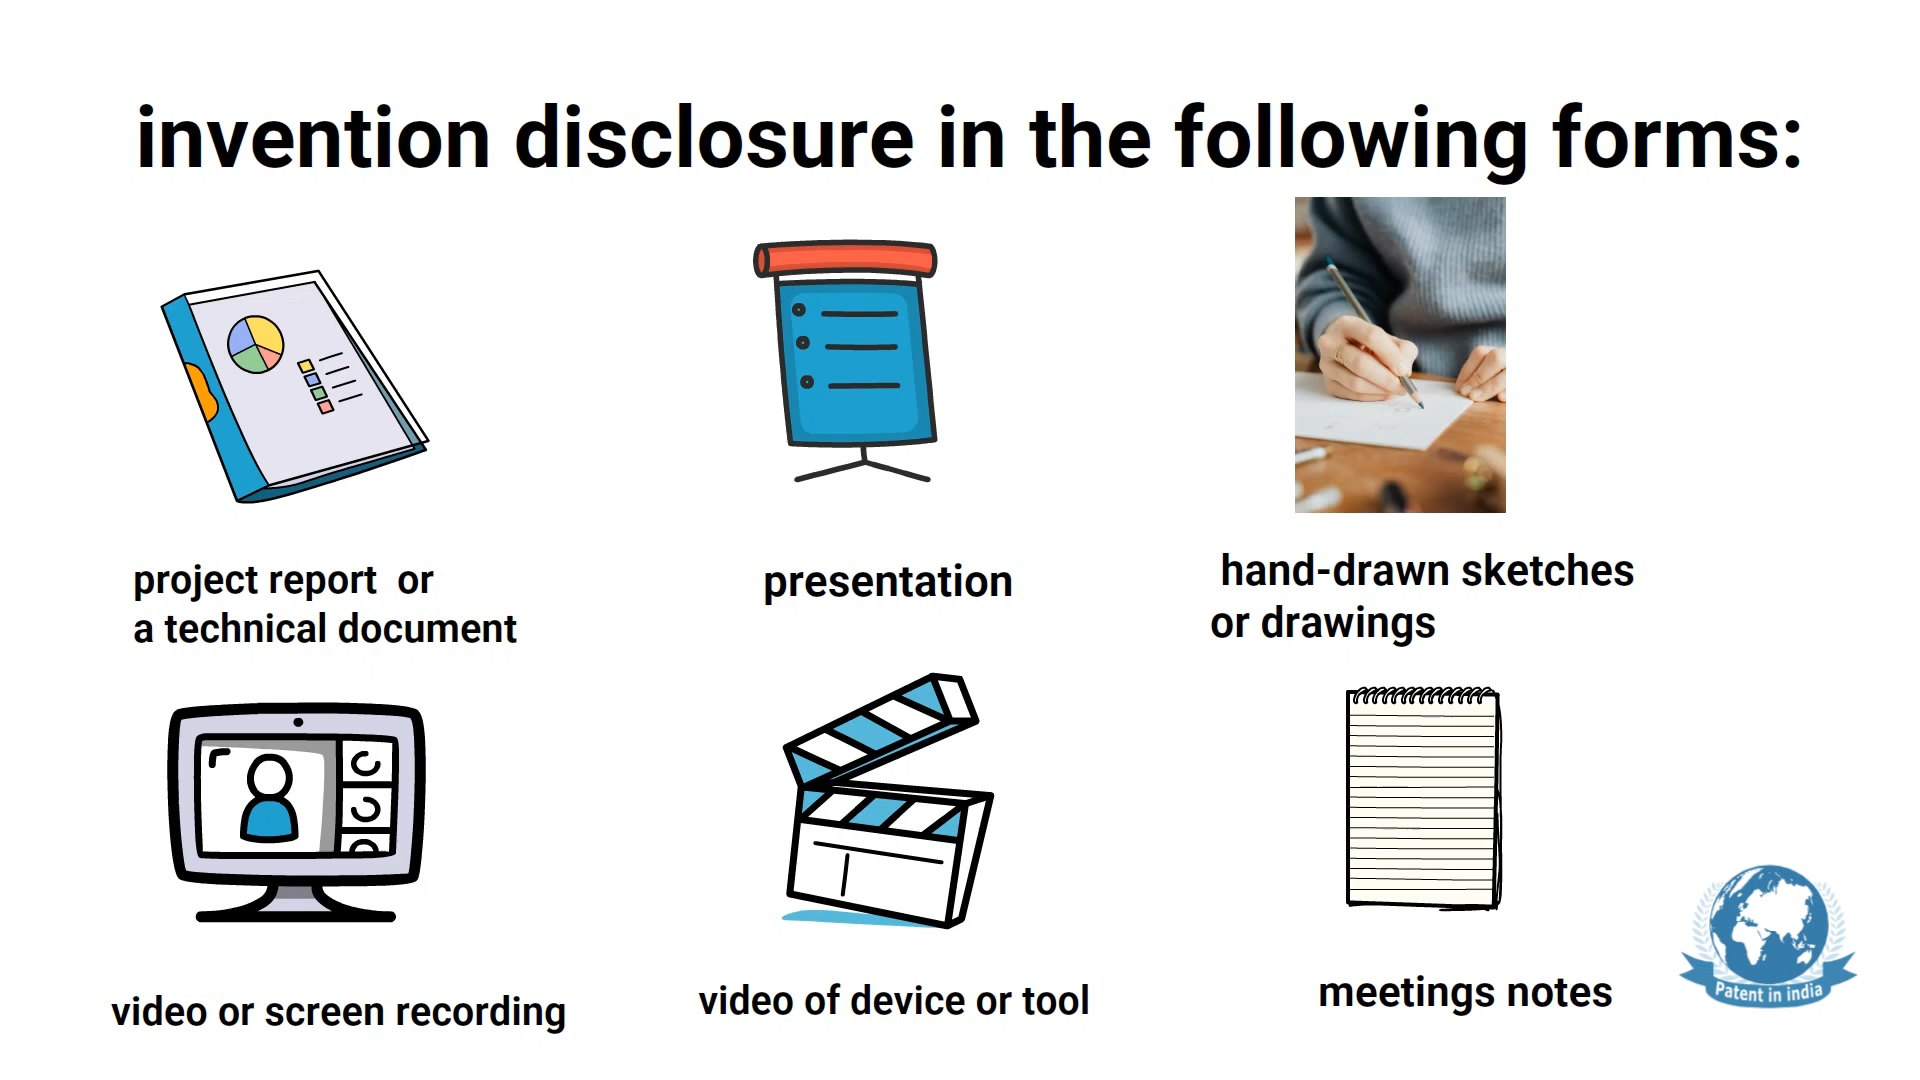 invention disclosure in the following forms:
project report or
a technical document
presentation
hand-drawn sketches
or drawings
video or screen recording
video of device or tool
meetings notes
Patent in india